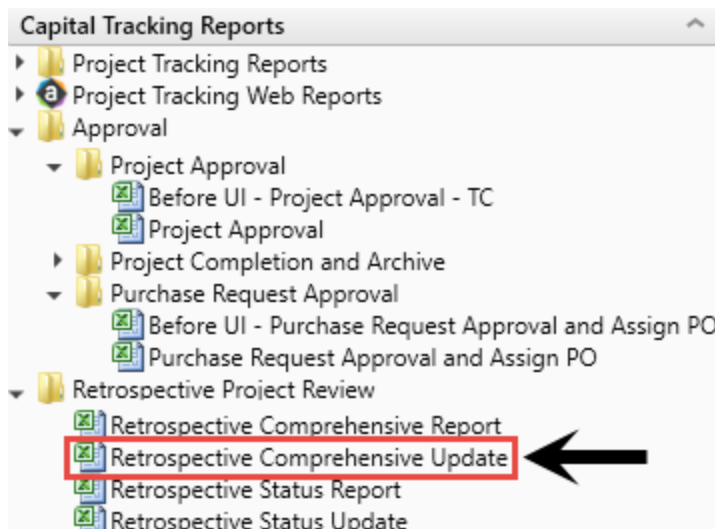 Capital Tracking Reports
Project Tracking Reports
Project Tracking Web Reports
Approval
Project Approval
Before UI - Project Approval - TC
Project Approval
Project Completion and Archive
Purchase Request Approval
Before UI - Purchase Request Approval and Assign PO
Purchase Request Approval and Assign PO
Retrospective Project Review
Retrospective Comprehensive Report
Retrospective Comprehensive Update
Retrospective Status Report
Retrospective Status Update